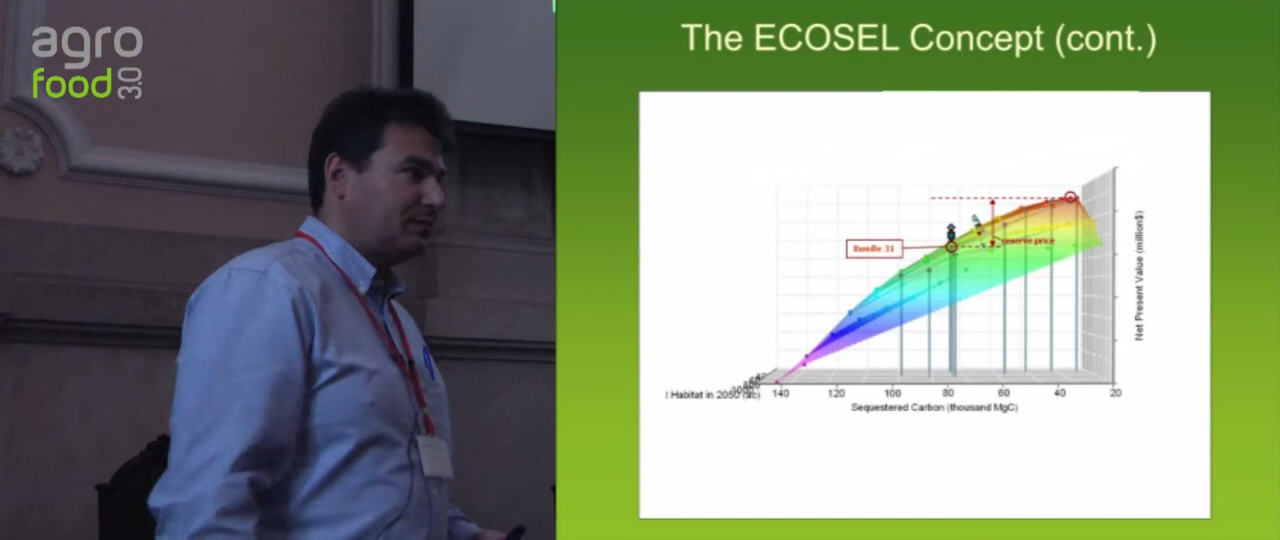 agro
food 3.0
The ECOSEL Concept (cont.)
Bundle 31
reserve price
Net Present Value (million$)
t Habitat in 2050 (ac)
140 120 100 80 60 40 20
Sequestered Carbon (thousand MgC)